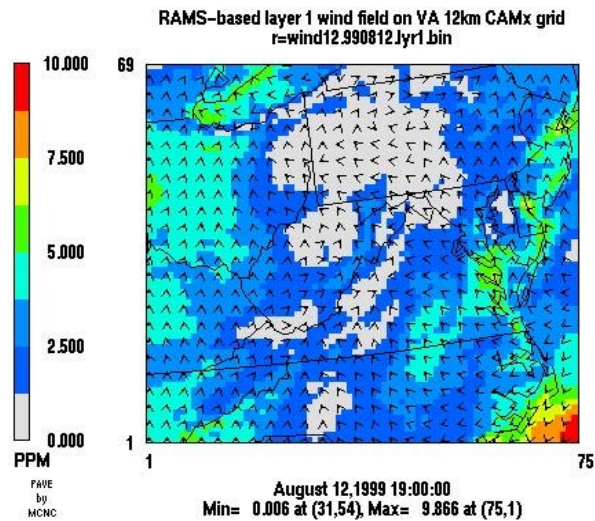 RAMS-based layer 1 wind field on VA 12km CAMx grid
r=wind12.990812.lyr1.bin
10.000
7.500
5.000
2.500
0.000
PPM
PAVE
by
MCNC
69
1
1
75
August 12,1999 19:00:00
Min= 0.006 at (31,54), Max= 9.866 at (75,1)